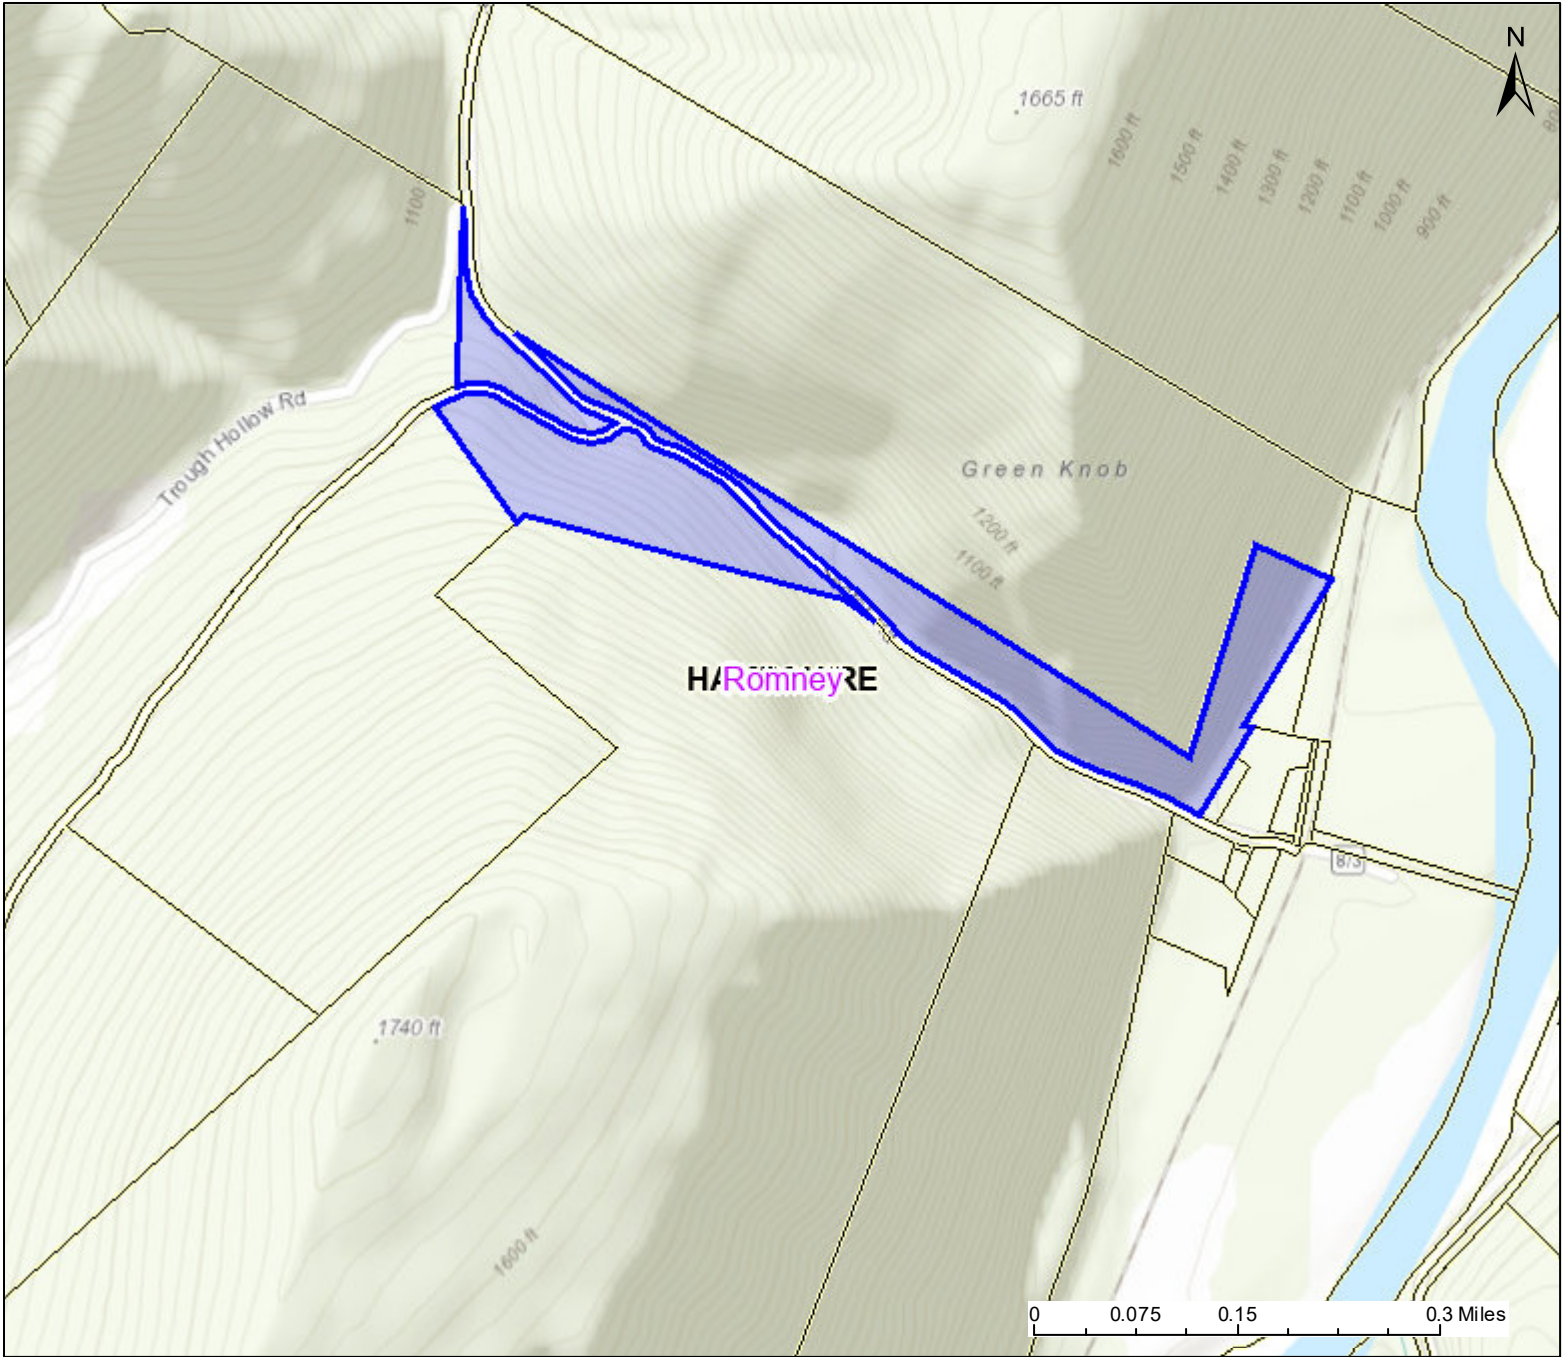 N
1665 ft
1600 ft
1500 ft
1400 ft
1300 ft
1200 ft
1100 ft
1000 ft
900 ft
1100
Trough Hollow Rd
Green Knob
1200 ft
1100 ft
Romney
8/3
1740 ft
1600 ft
0 0.075 0.15 0.3 Miles